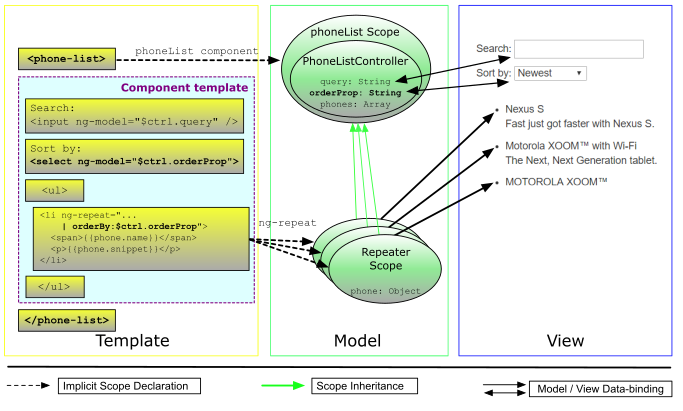 <phone-list>
phoneList component
Component template
Search:
<input ng-model="$ctrl.query" />
Sort by:
<select ng-model="$ctrl.orderProp">
<ul>
<li ng-repeat="...
| orderBy:$ctrl.orderProp">
<span>{{phone.name}}</span>
<p>{{phone.snippet}}</p>
</li>
ng-repeat
</ul>
</phone-list>
Template
phoneList Scope
PhoneListController
query: String
orderProp: String
phones: Array
Repeater
Scope
phone: Object
Model
Search:
Sort by: Newest
• Nexus S
Fast just got faster with Nexus S.
• Motorola XOOM™ with Wi-Fi
The Next, Next Generation tablet.
• MOTOROLA XOOM™
View
Implicit Scope Declaration
Scope Inheritance
Model / View Data-binding